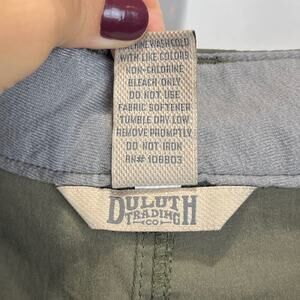 MACHINE WASH COLD
WITH LIKE COLORS
NON-CHLORINE
BLEACH ONLY
DO NOT USE
FABRIC SOFTENER
TUMBLE DRY LOW
REMOVE PROMPTLY
DO NOT IRON
RN# 106803
DULUTH
TRADING
CO